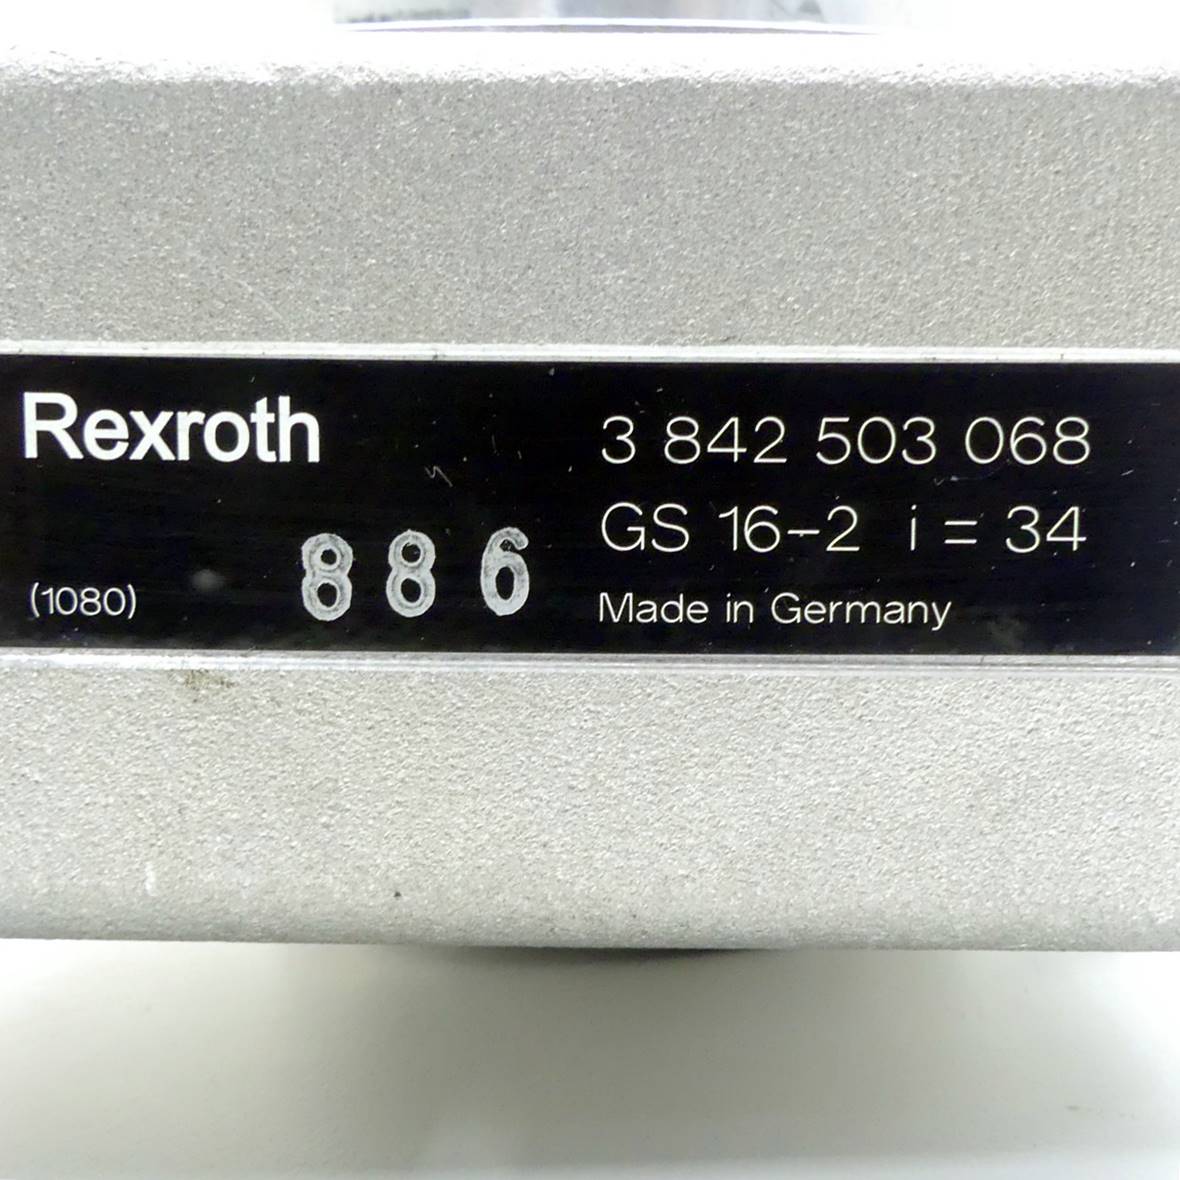 Rexroth
(1080)
886
3 842 503 068
GS 16-2 i = 34
Made in Germany